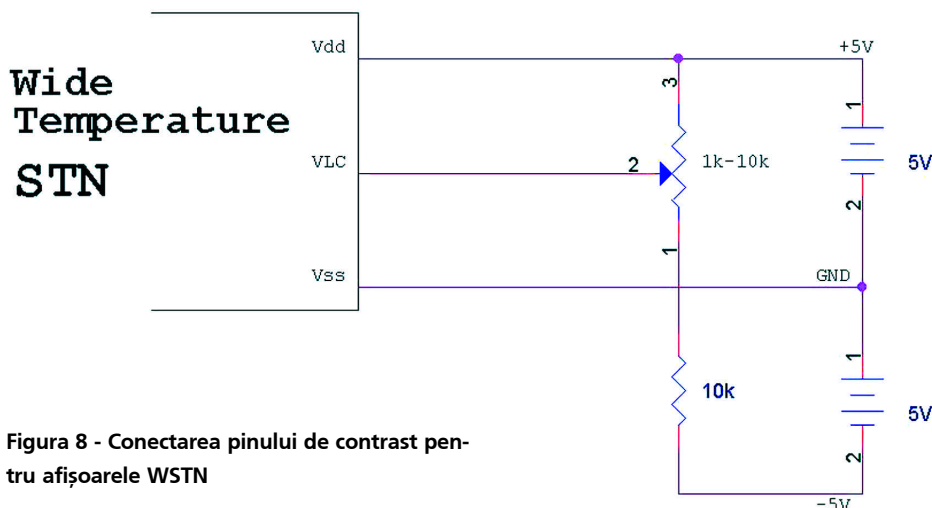 Vdd
+5V
Wide
Temperature
STN
3
1
VLC
2
1k-10k
5V
2
1
Vss
GND
1
10k
5V
Figura 8 - Conectarea pinului de contrast pen-
tru afișoarele WSTN
2
-5V